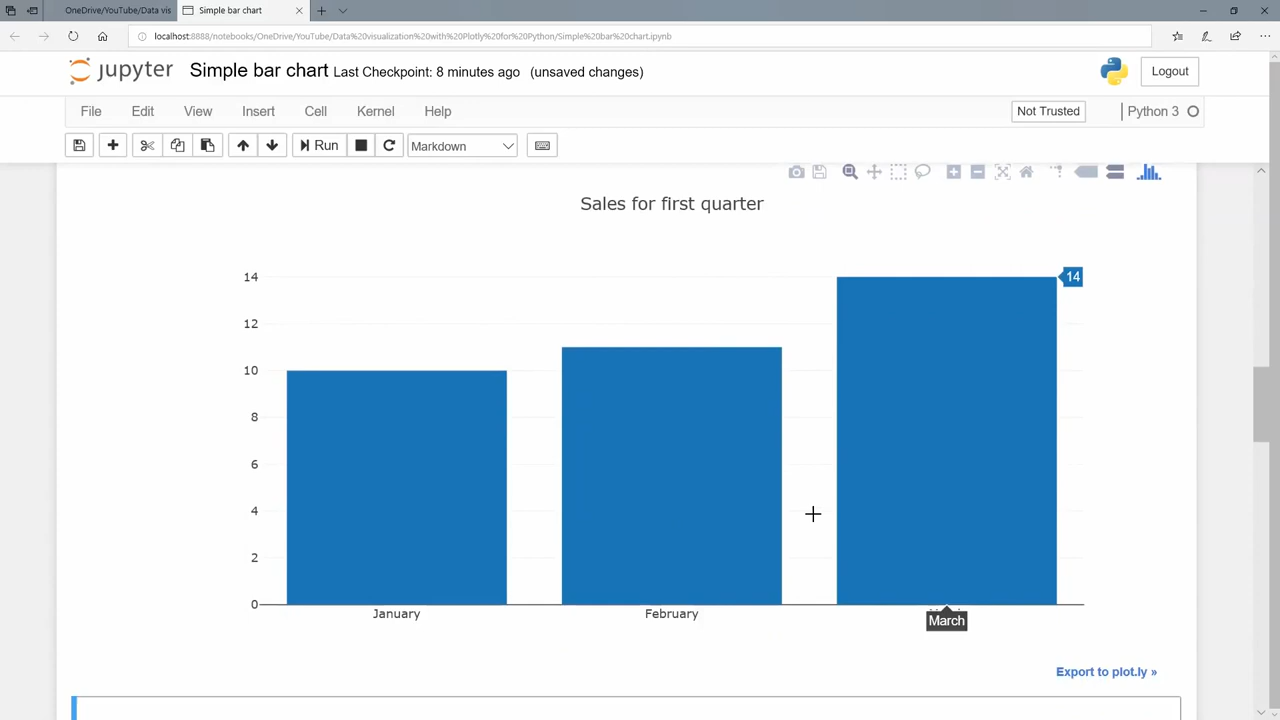 OneDrive/YouTube/Data vis
Simple bar chart
localhost:8888/notebooks/OneDrive/YouTube/Data%20visualization%20with%20Plotly%20for%20Python/Simple%20bar%20chart.ipynb
jupyter Simple bar chart Last Checkpoint: 8 minutes ago (unsaved changes)
Logout
File Edit View Insert Cell Kernel Help
Not Trusted Python 3
Run Markdown
Sales for first quarter
14
14
12
10
8
6
4
2
0
January February
March
Export to plot.ly »